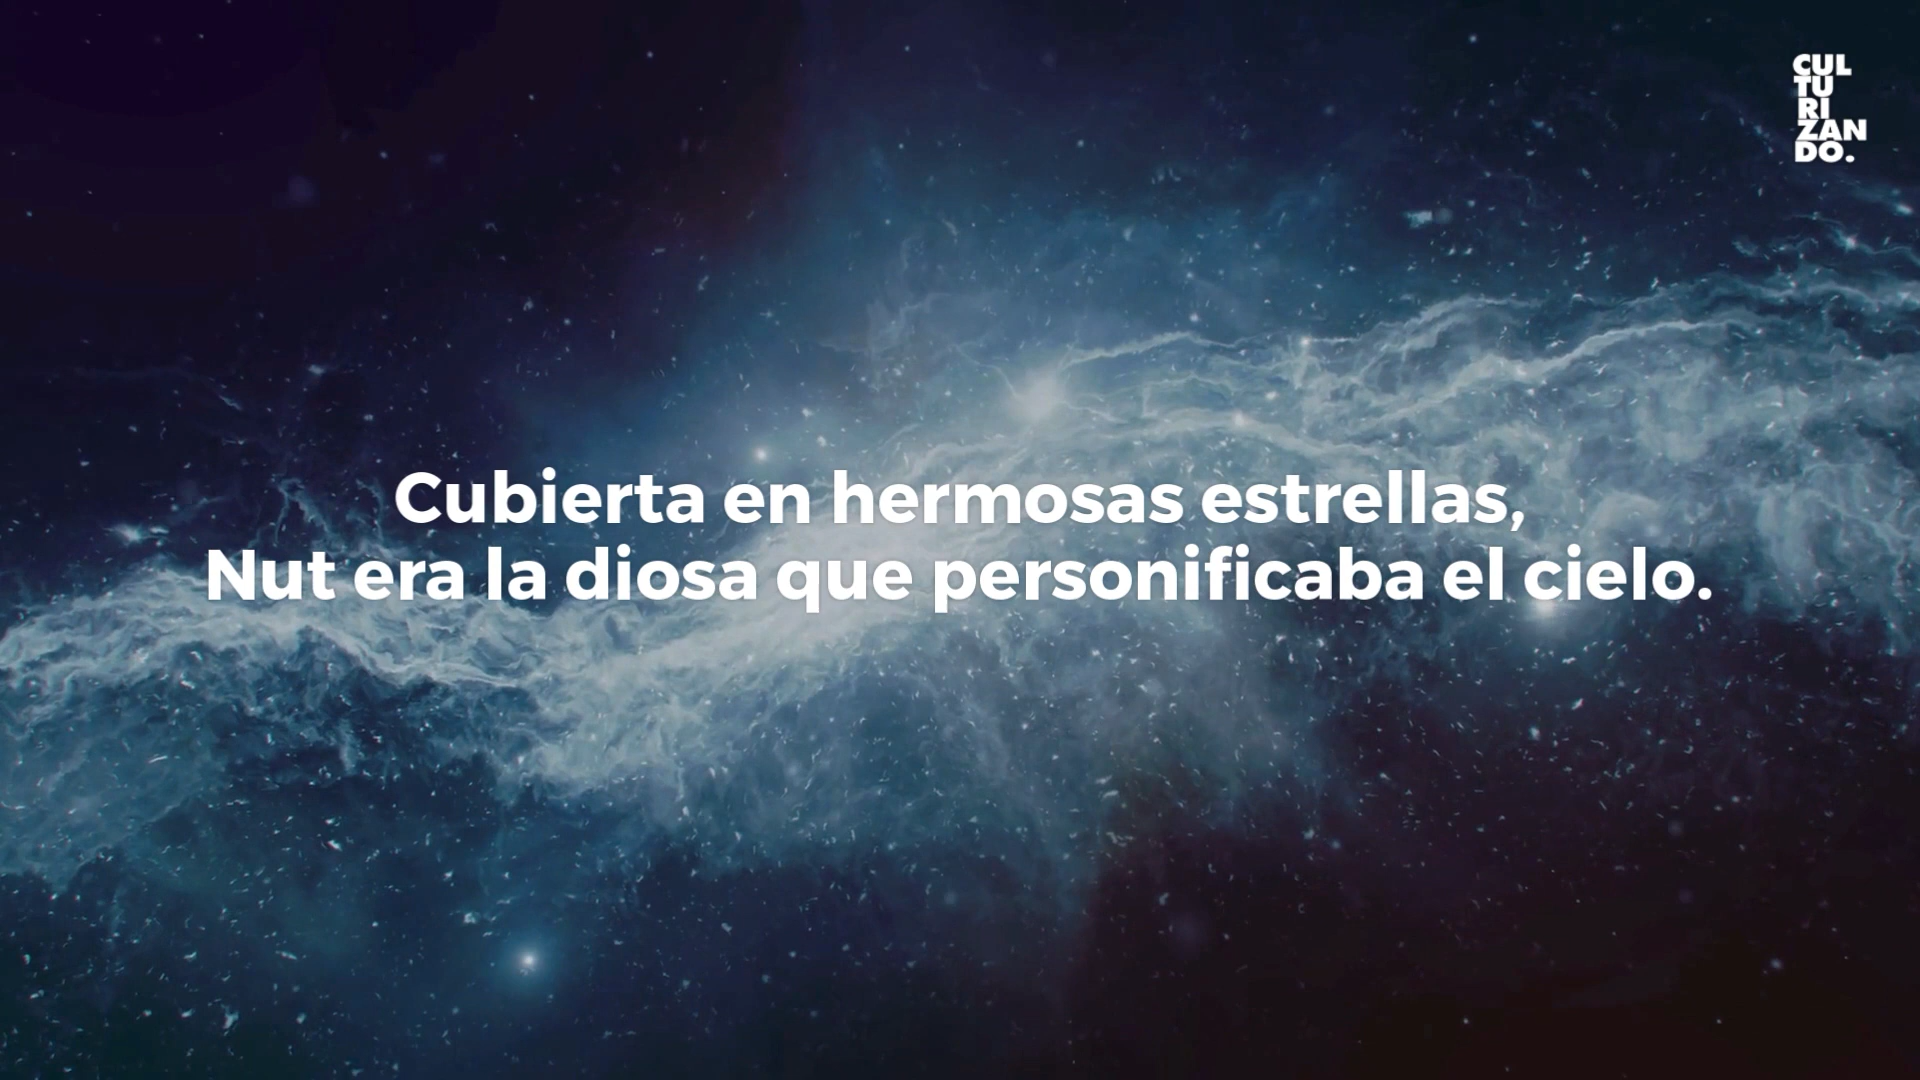 CUL
TU
RI
ZAN
DO.
Cubierta en hermosas estrellas,
Nut era la diosa que personificaba el cielo.